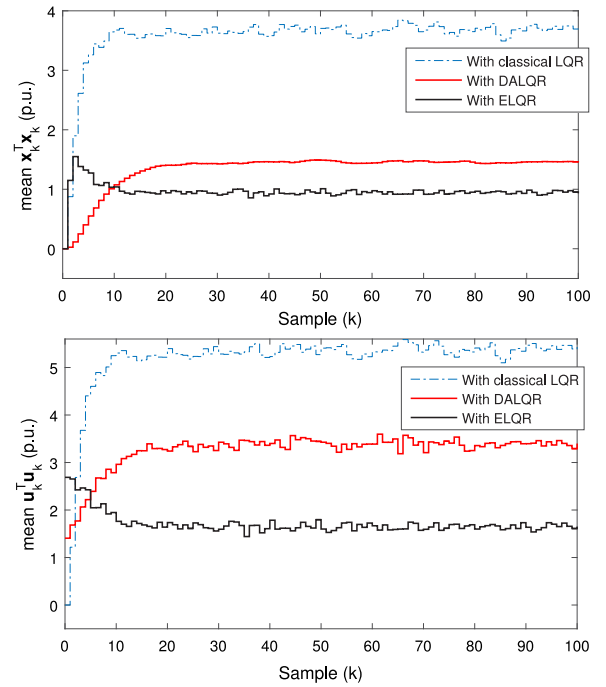 4
3
2
1
0
mean x_k^T x_k (p.u.)
With classical LQR
With DALQR
With ELQR
0 10 20 30 40 50 60 70 80 90 100
Sample (k)
5
4
3
2
1
0
mean u_k^T u_k (p.u.)
With classical LQR
With DALQR
With ELQR
0 10 20 30 40 50 60 70 80 90 100
Sample (k)